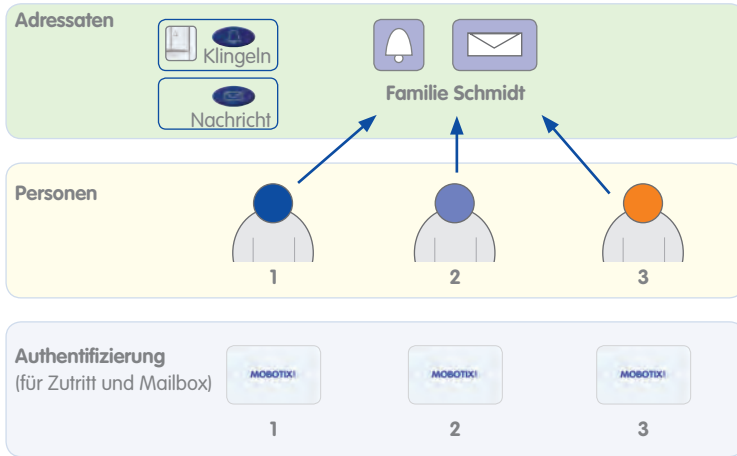 Adressaten
Klingeln
Nachricht
Familie Schmidt
Personen
1 2 3
Authentifizierung
(für Zutritt und Mailbox)
MOBOTIX MOBOTIX MOBOTIX
1 2 3